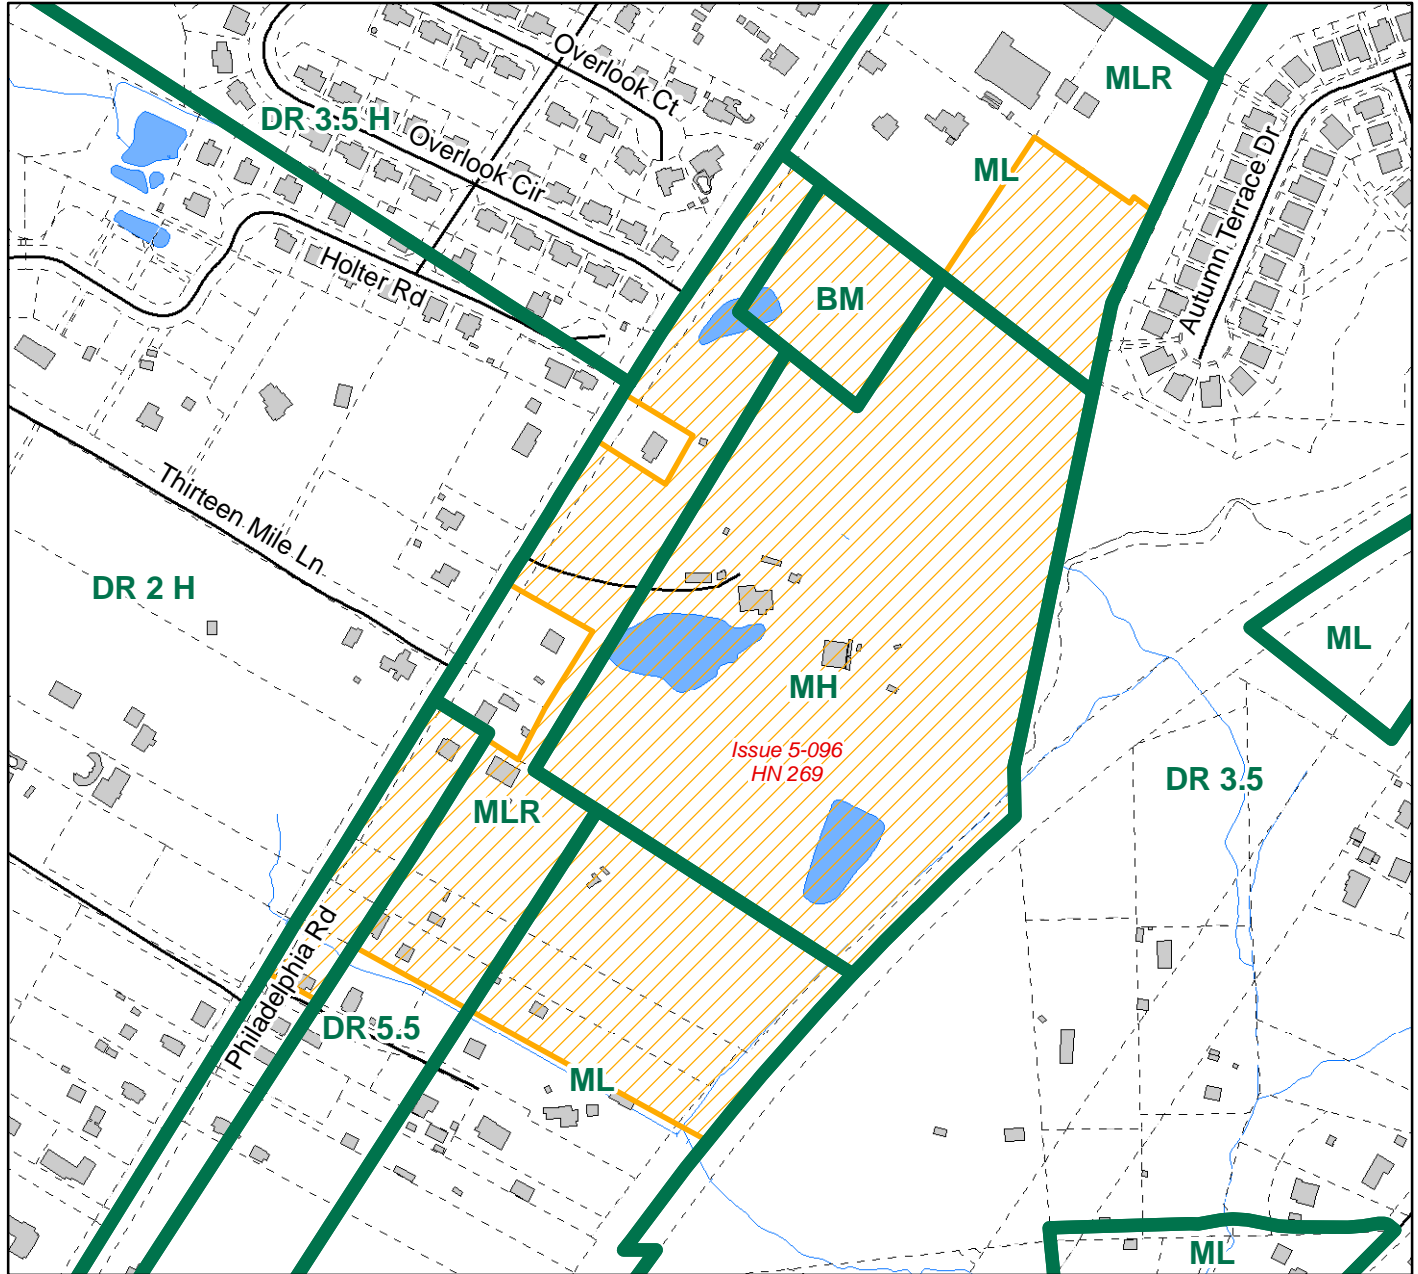 Overlook Ct
MLR
DR 3.5 H
Overlook Cir
ML
Autumn Terrace Dr
Holter Rd
BM
Thirteen Mile Ln
DR 2 H
ML
MH
Issue 5-096
HN 269
DR 3.5
MLR
Philadelphia Rd
DR 5.5
ML
ML